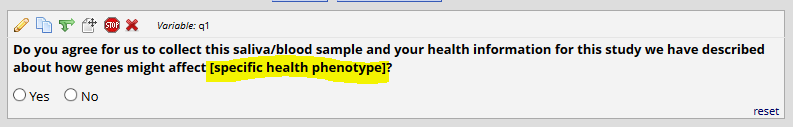 STOP Variable: q1
Do you agree for us to collect this saliva/blood sample and your health information for this study we have described
about how genes might affect [specific health phenotype]?
Yes No
reset